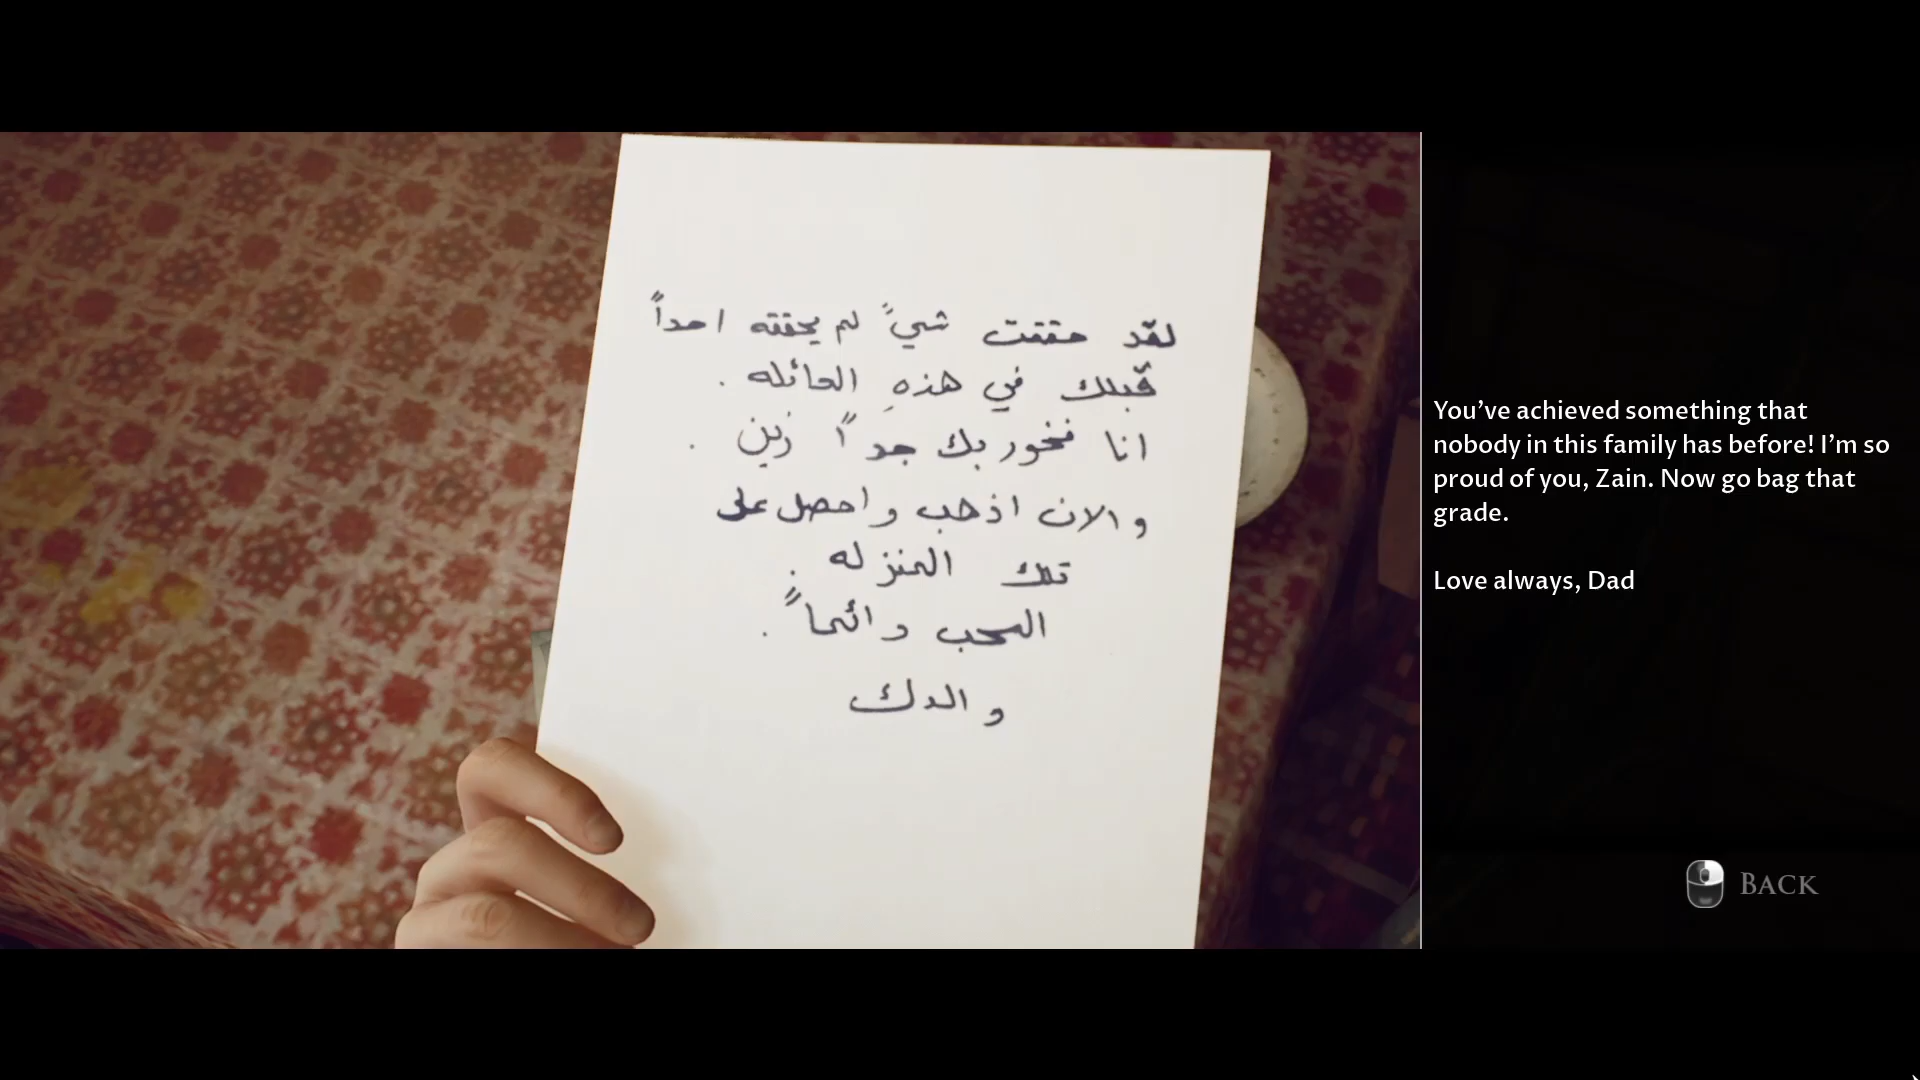 لقد حققت شيً لم يحققه احداً
قبلك في هذهِ العائله .
انا فخور بك جداً زين .
والان اذهب واحصل على
تلك المنزله .
المحب دائماً .
والدك
You've achieved something that
nobody in this family has before! I'm so
proud of you, Zain. Now go bag that
grade.
Love always, Dad
BACK